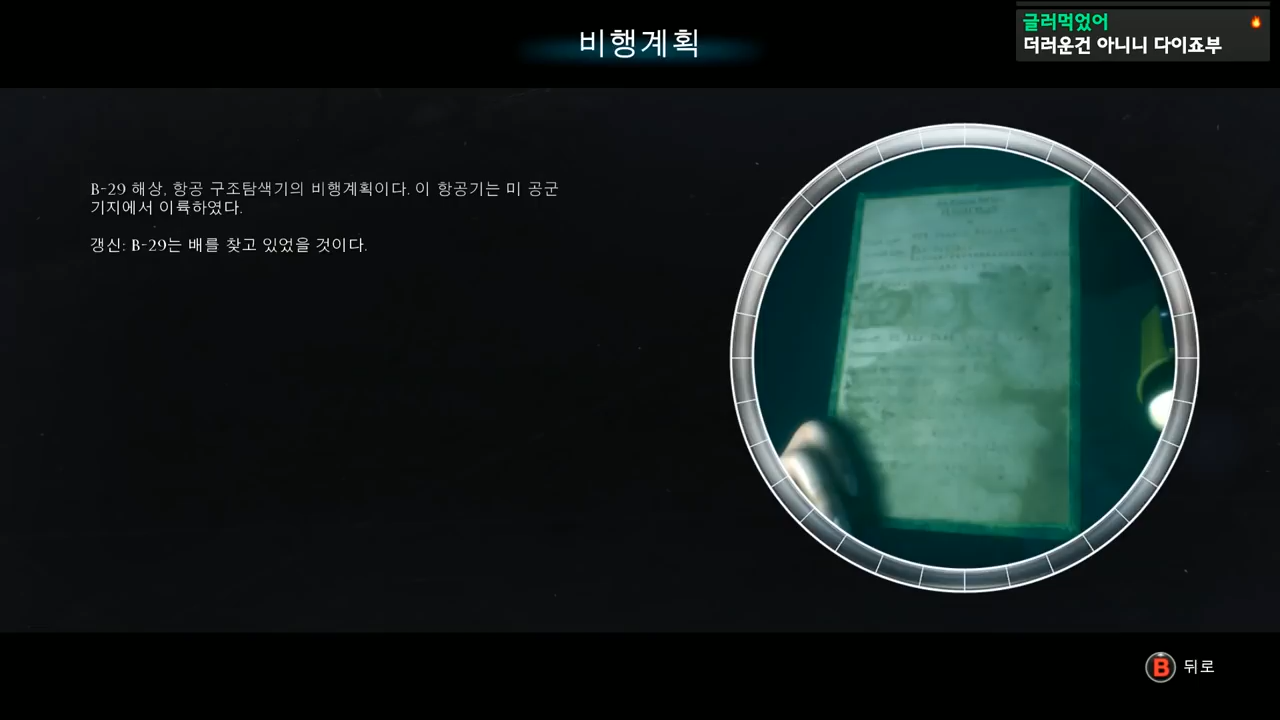 비행계획
글러먹었어
더러운건 아니니 다이죠부
B-29 해상, 항공 구조탐색기의 비행계획이다. 이 항공기는 미 공군
기지에서 이륙하였다.
갱신: B-29는 배를 찾고 있었을 것이다.
B 뒤로